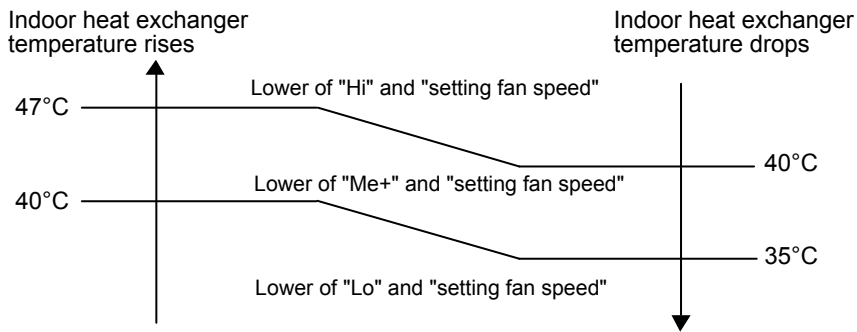 Indoor heat exchanger
temperature rises
Indoor heat exchanger
temperature drops
Lower of "Hi" and "setting fan speed"
47°C
40°C
Lower of "Me+" and "setting fan speed"
40°C
35°C
Lower of "Lo" and "setting fan speed"